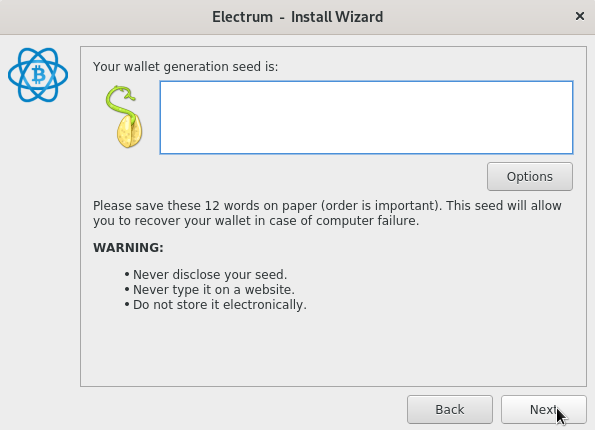 Electrum - Install Wizard
Your wallet generation seed is:
Options
Please save these 12 words on paper (order is important). This seed will allow
you to recover your wallet in case of computer failure.
WARNING:
• Never disclose your seed.
• Never type it on a website.
• Do not store it electronically.
Back
Next